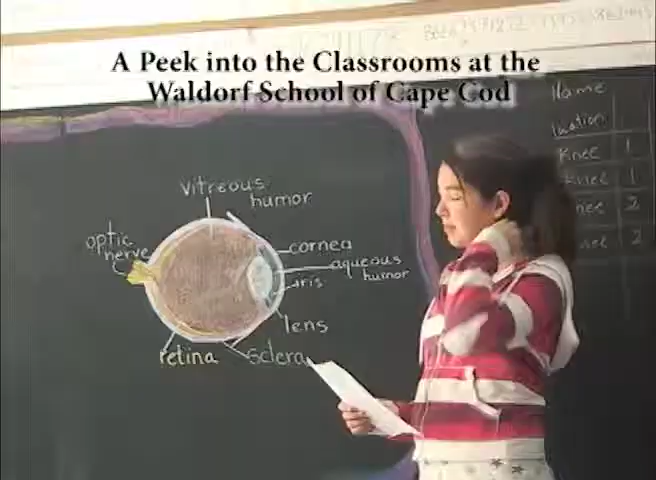 A Peek into the Classrooms at the
Waldorf School of Cape Cod
vitreous
humor
optic
nerve
cornea
aqueous
humor
iris
lens
retina
sclera
Name
Knee 1
Knee 1
2
2